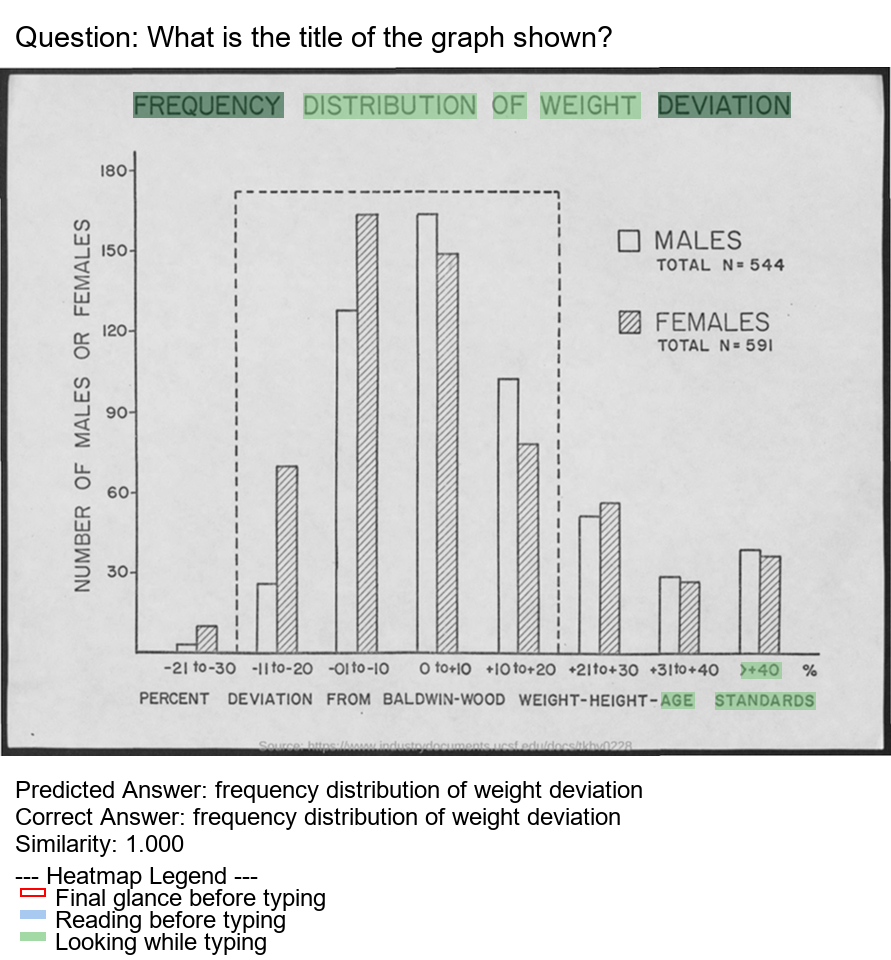 Question: What is the title of the graph shown?
FREQUENCY DISTRIBUTION OF WEIGHT DEVIATION
180
150
120
90
60
30
NUMBER OF MALES OR FEMALES
MALES
TOTAL N=544
FEMALES
TOTAL N=591
-21 to-30 -11 to-20 -01 to-10 0 to+10 +10 to+20 +21 to+30 +31 to+40 >+40 %
PERCENT DEVIATION FROM BALDWIN-WOOD WEIGHT-HEIGHT-AGE STANDARDS
Source: https://www.industrydocuments.ucsf.edu/docs/tkhv0228
Predicted Answer: frequency distribution of weight deviation
Correct Answer: frequency distribution of weight deviation
Similarity: 1.000
--- Heatmap Legend ---
Final glance before typing
Reading before typing
Looking while typing